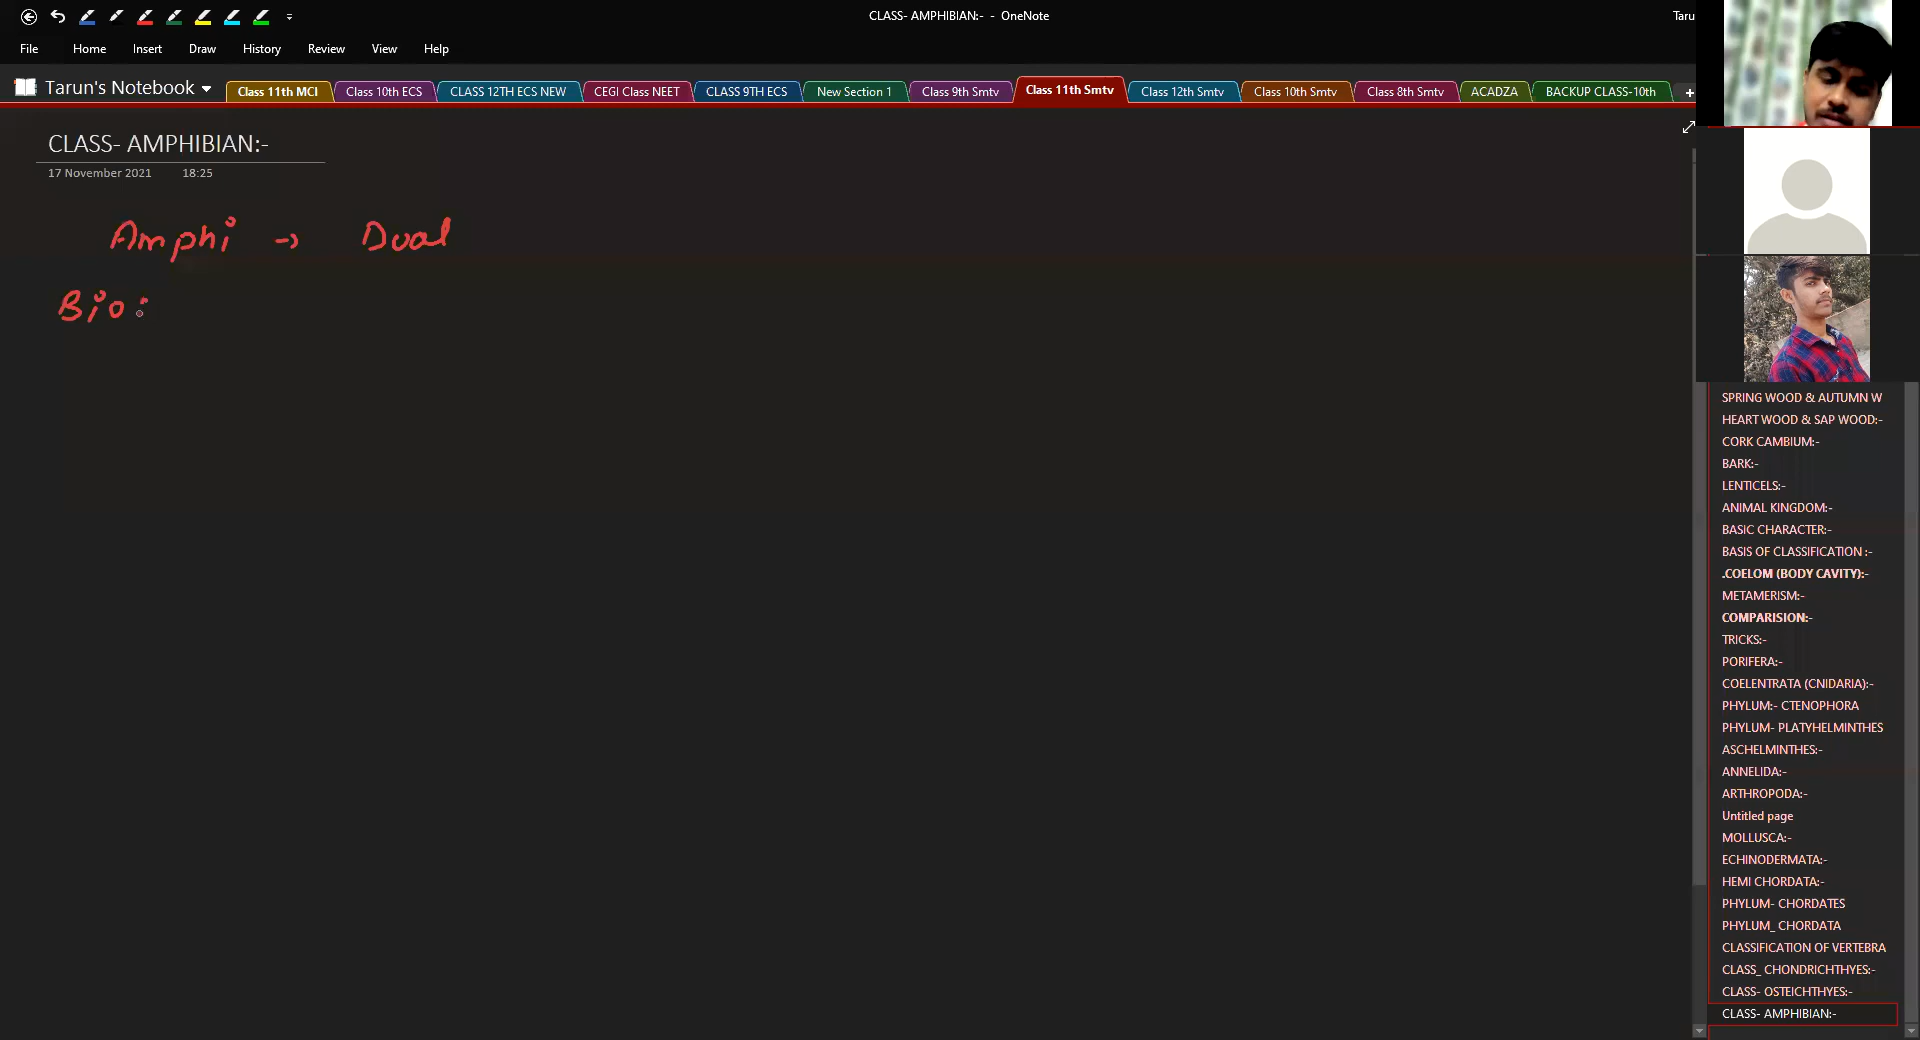 CLASS- AMPHIBIAN:- - OneNote
Taru
File Home Insert Draw History Review View Help
Tarun's Notebook
Class 11th MCI Class 10th ECS CLASS 12TH ECS NEW CEGI Class NEET CLASS 9TH ECS New Section 1 Class 9th Smtv Class 11th Smtv Class 12th Smtv Class 10th Smtv Class 8th Smtv ACADZA BACKUP CLASS-10th +
CLASS- AMPHIBIAN:-
17 November 2021 18:25
Amphi → Dual
Bio:
SPRING WOOD & AUTUMN W
HEART WOOD & SAP WOOD:-
CORK CAMBIUM:-
BARK:-
LENTICELS:-
ANIMAL KINGDOM:-
BASIC CHARACTER:-
BASIS OF CLASSIFICATION :-
.COELOM (BODY CAVITY):-
METAMERISM:-
COMPARISION:-
TRICKS:-
PORIFERA:-
COELENTRATA (CNIDARIA):-
PHYLUM:- CTENOPHORA
PHYLUM- PLATYHELMINTHES
ASCHELMINTHES:-
ANNELIDA:-
ARTHROPODA:-
Untitled page
MOLLUSCA:-
ECHINODERMATA:-
HEMI CHORDATA:-
PHYLUM- CHORDATES
PHYLUM_ CHORDATA
CLASSIFICATION OF VERTEBRA
CLASS_ CHONDRICHTHYES:-
CLASS- OSTEICHTHYES:-
CLASS- AMPHIBIAN:-